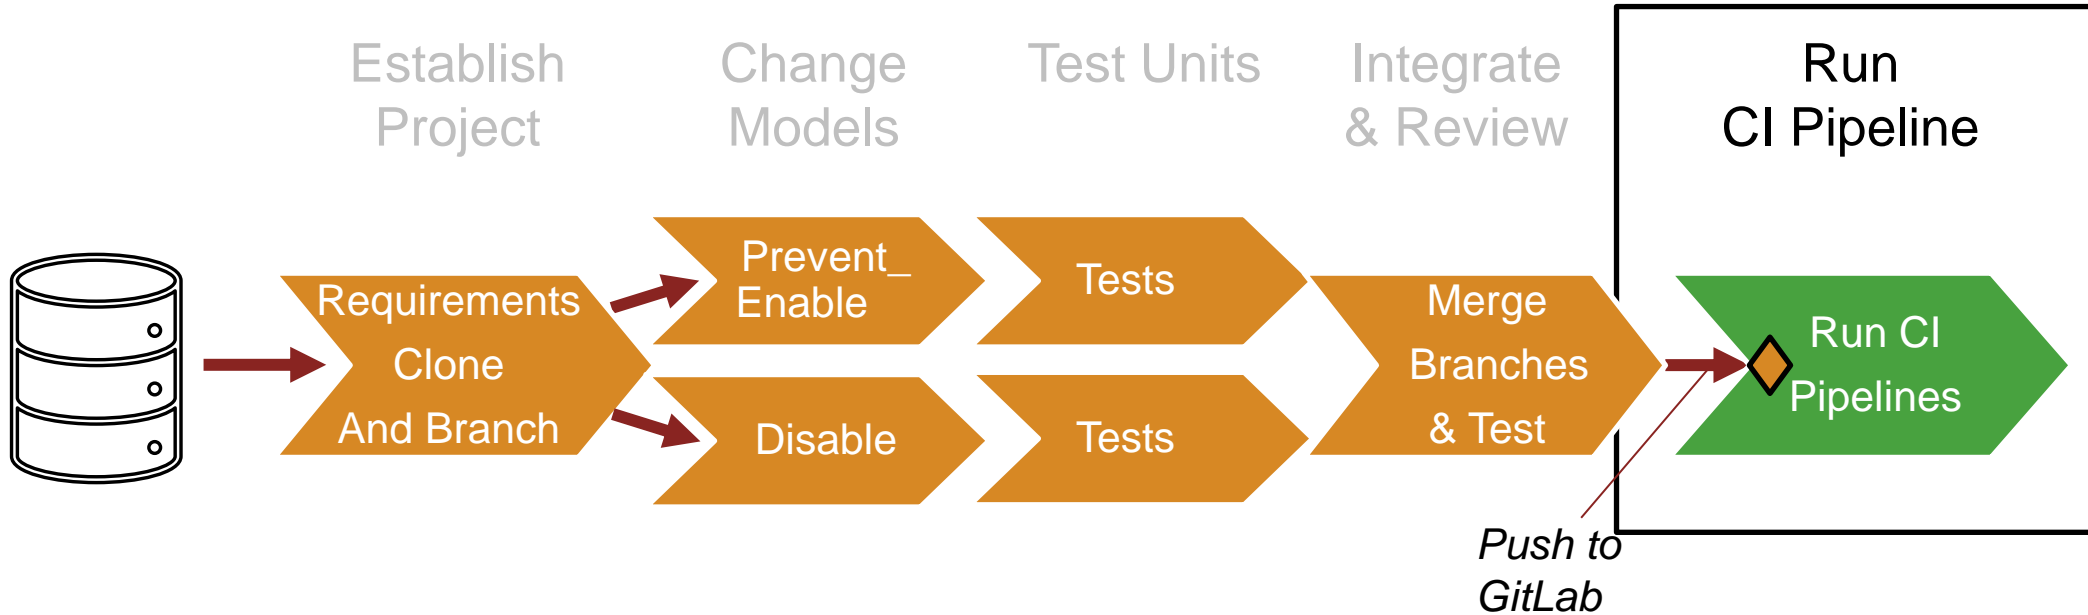 Establish
Project
Change
Models
Test Units
Integrate
& Review
Run
CI Pipeline
Requirements
Clone
And Branch
Prevent_
Enable
Tests
Disable
Tests
Merge
Branches
& Test
Run CI
Pipelines
Push to
GitLab